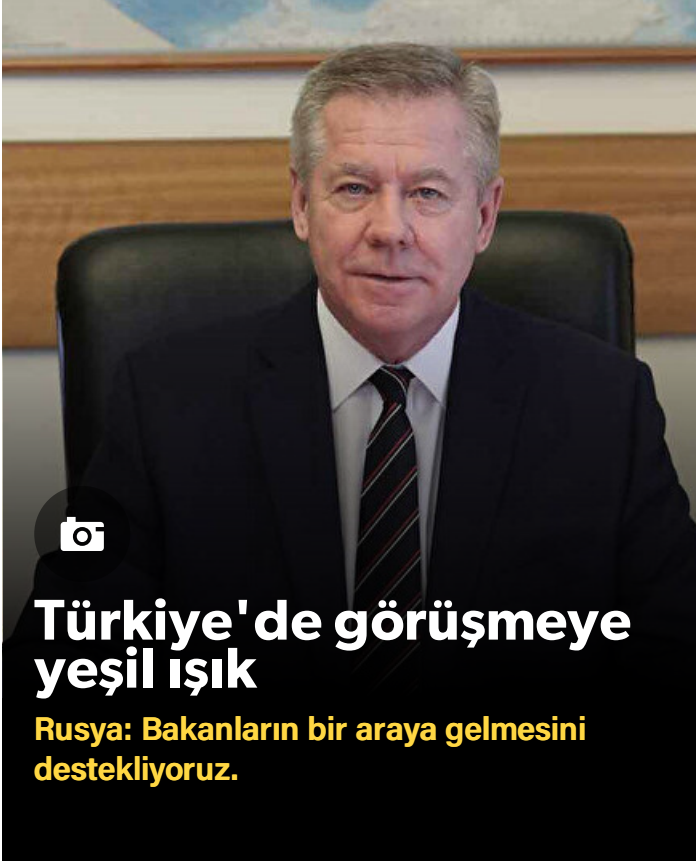 Türkiye'de görüşmeye
yeşil ışık
Rusya: Bakanların bir araya gelmesini
destekliyoruz.